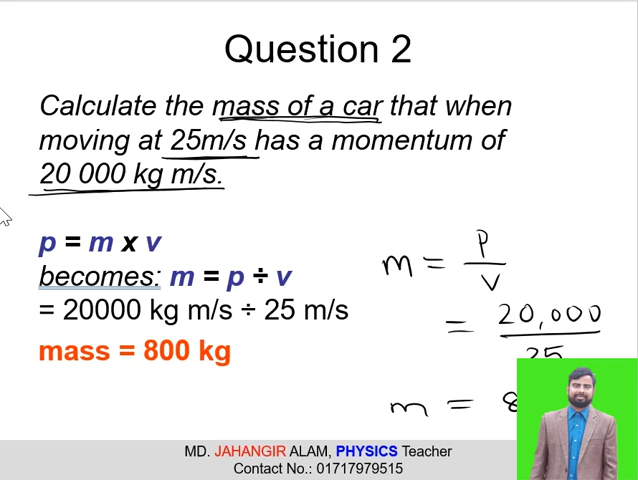 Question 2
Calculate the mass of a car that when
moving at 25m/s has a momentum of
20 000 kg m/s.
p = m x v
becomes: m = p ÷ v
= 20000 kg m/s ÷ 25 m/s
mass = 800 kg
m = p / v
= 20,000 / 25
m = 8
MD. JAHANGIR ALAM, PHYSICS Teacher
Contact No.: 01717979515